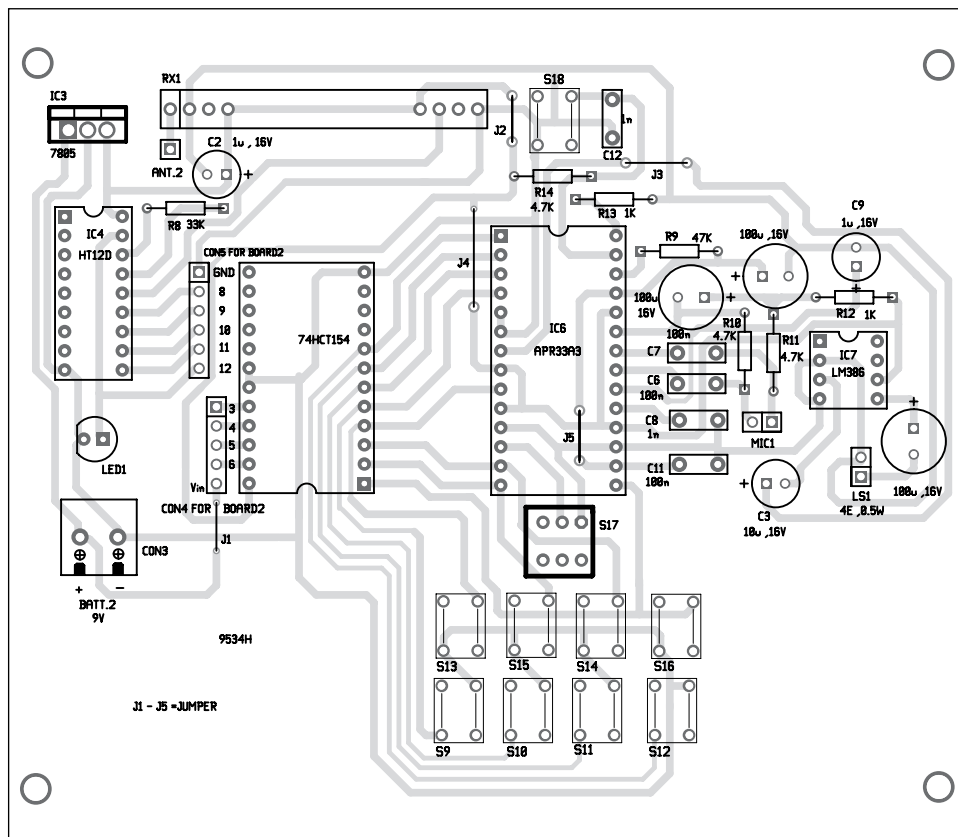 RX1
S18
IC3
1n
7805
C2
1u ,16V
J2
C12
ANT.2
+
J3
R14
4.7K
R8 33K
R13 1K
C9
1u ,16V
IC4
HT12D
CON5 FOR BOARD2
R9 47K
100u ,16V
J4
GND
8
9
10
11
12
74HCT154
100u
16V
+
+
+
100n
IC6
APR33A3
R10
4.7K
R11
4.7K
R12 1K
IC7
LM386
C7
C6
100n
3
4
5
6
Vin
C8
1n
J5
MIC1
+
LED1
C11
100n
CON4 FOR BOARD2
+
C3
10u ,16V
LS1
4E ,0.5W
100u ,16V
J1
S17
CON3
+ -
BATT.2
9V
9534H
S13
S15
S14
S16
J1 - J5 =JUMPER
S9
S10
S11
S12